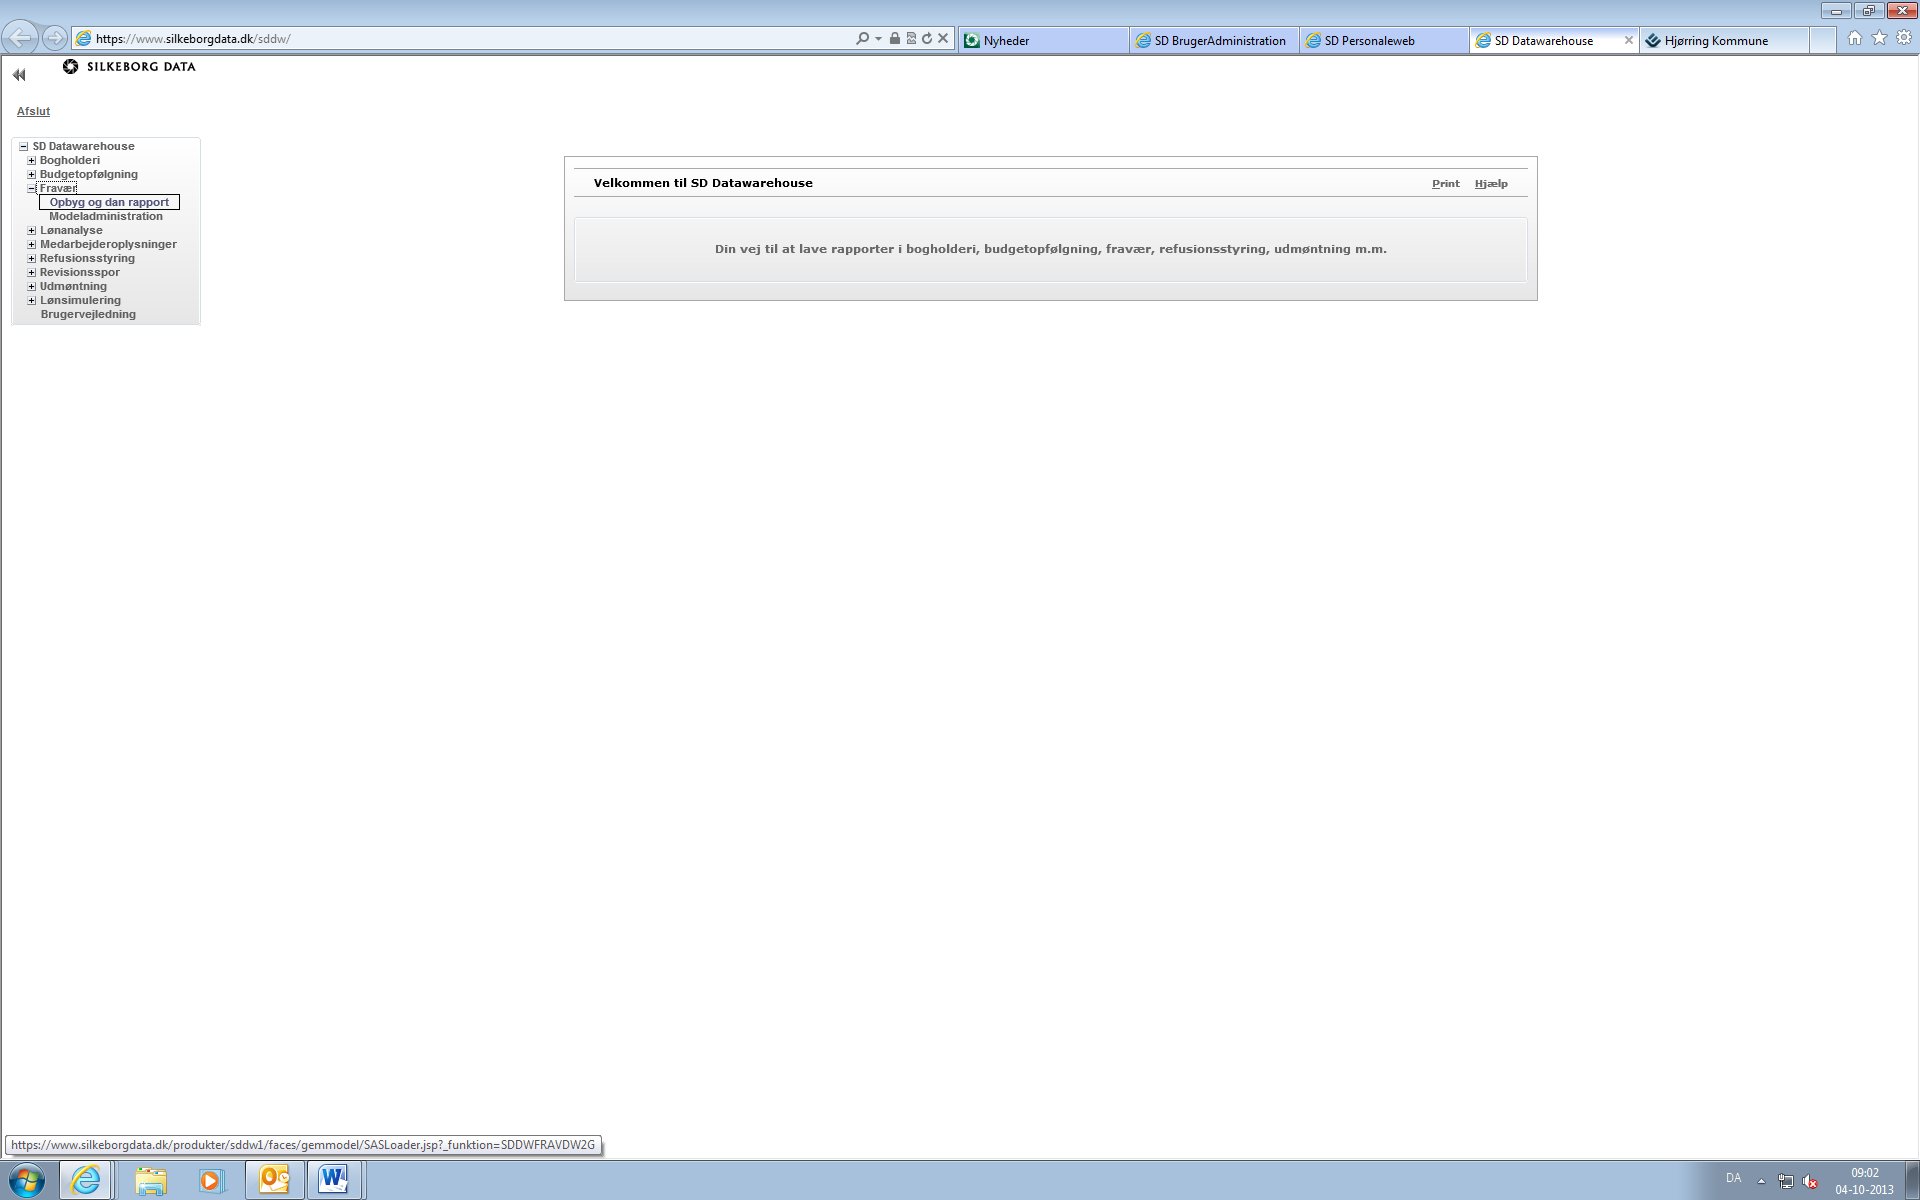 https://www.silkeborgdata.dk/sddw/
Nyheder
SD BrugerAdministration
SD Personaleweb
SD Datawarehouse
Hjørring Kommune
SILKEBORG DATA
Afslut
SD Datawarehouse
Bogholderi
Budgetopfølgning
Fravær
Opbyg og dan rapport
Modeladministration
Lønanalyse
Medarbejderoplysninger
Refusionsstyring
Revisionsspor
Udmøntning
Lønsimulering
Brugervejledning
Velkommen til SD Datawarehouse
Print Hjælp
Din vej til at lave rapporter i bogholderi, budgetopfølgning, fravær, refusionsstyring, udmøntning m.m.
https://www.silkeborgdata.dk/produkter/sddw1/faces/gemmodel/SASLoader.jsp?_funktion=SDDWFRAVDW2G
DA
09:02
04-10-2013